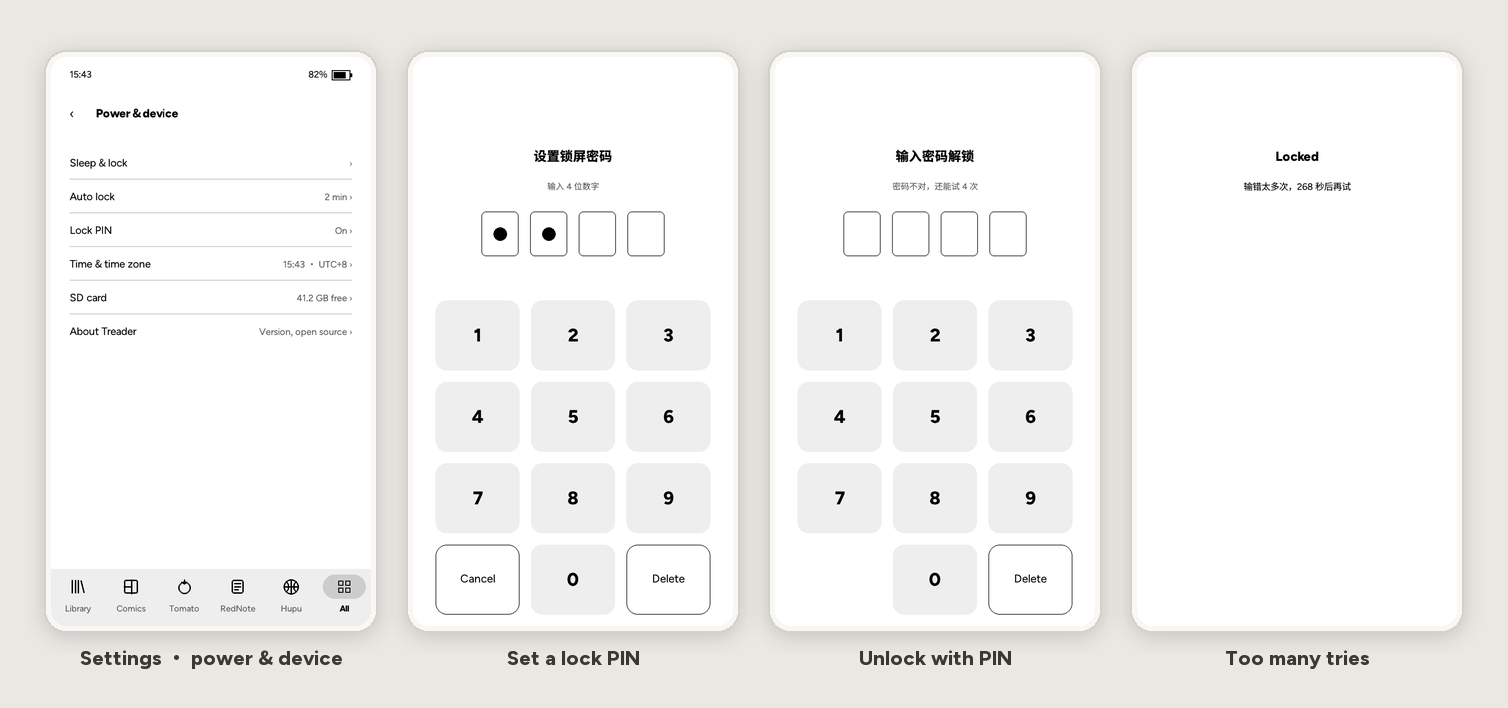 15:43
82%
‹ Power & device
Sleep & lock ›
Auto lock 2 min ›
Lock PIN On ›
Time & time zone 15:43 · UTC+8 ›
SD card 41.2 GB free ›
About Treader Version, open source ›
Library Comics Tomato RedNote Hupu All
Settings · power & device
设置锁屏密码
输入 4 位数字
1 2 3
4 5 6
7 8 9
Cancel 0 Delete
Set a lock PIN
输入密码解锁
密码不对，还能试 4 次
1 2 3
4 5 6
7 8 9
0 Delete
Unlock with PIN
Locked
输错太多次，268 秒后再试
Too many tries